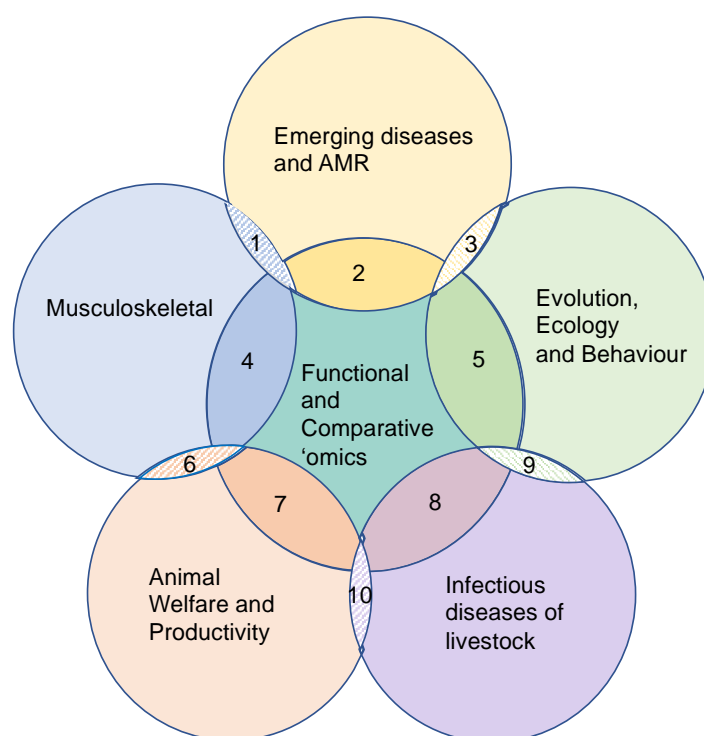 Emerging diseases
and AMR
1
3
2
Musculoskeletal
Evolution,
Ecology
and Behaviour
4
5
Functional
and
Comparative
‘omics
6
9
7
8
Animal
Welfare and
Productivity
10
Infectious
diseases of
livestock